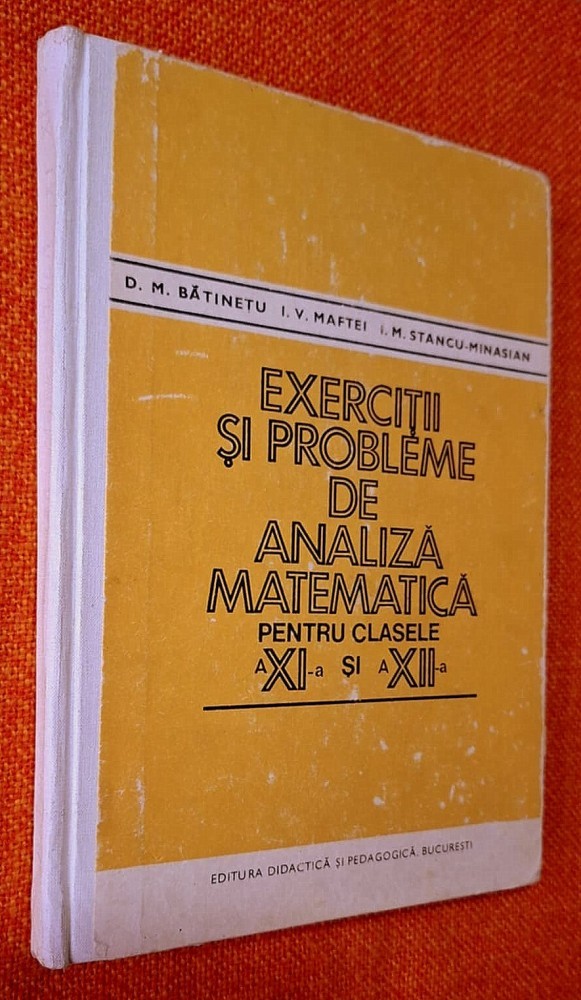 D. M. BĂTINEȚU I. V. MAFTEI I. M. STANCU-MINASIAN
EXERCIȚII
ȘI PROBLEME
DE
ANALIZĂ
MATEMATICĂ
PENTRU CLASELE
A XI-a ȘI A XII-a
EDITURA DIDACTICĂ ȘI PEDAGOGICĂ, BUCUREȘTI